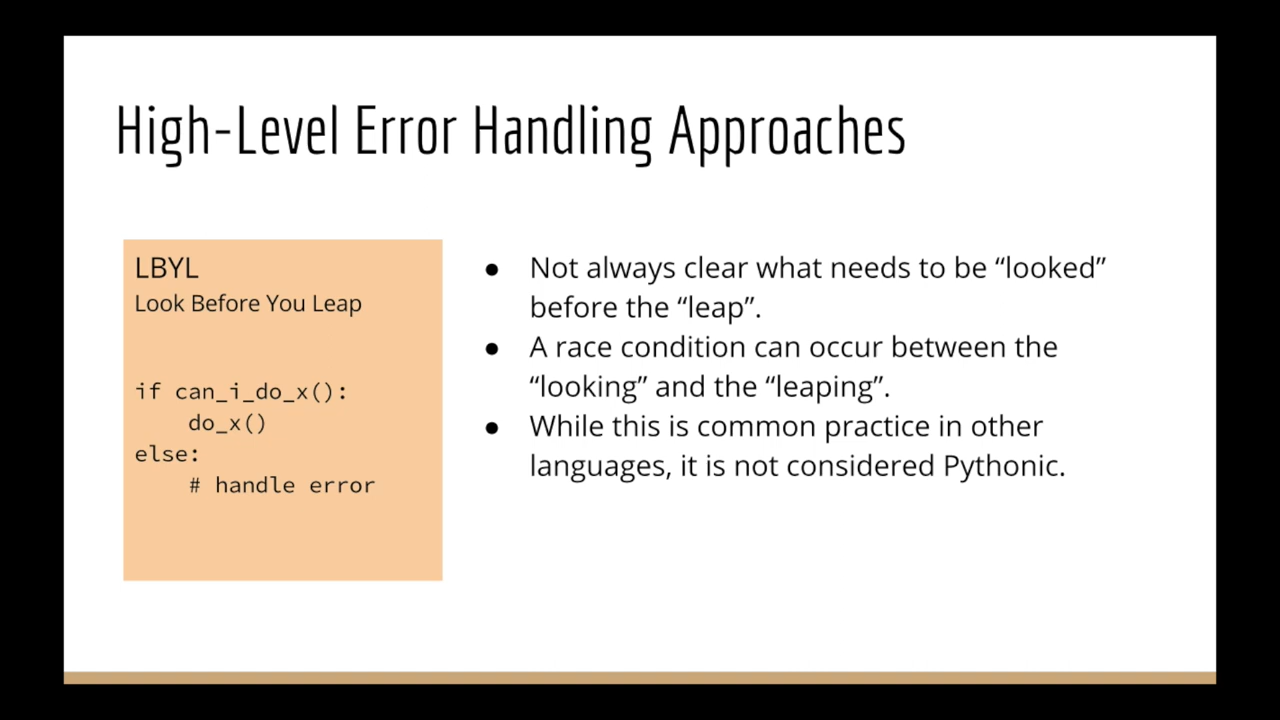 High-Level Error Handling Approaches
LBYL
Look Before You Leap
if can_i_do_x():
    do_x()
else:
    # handle error
● Not always clear what needs to be “looked”
before the “leap”.
● A race condition can occur between the
“looking” and the “leaping”.
● While this is common practice in other
languages, it is not considered Pythonic.